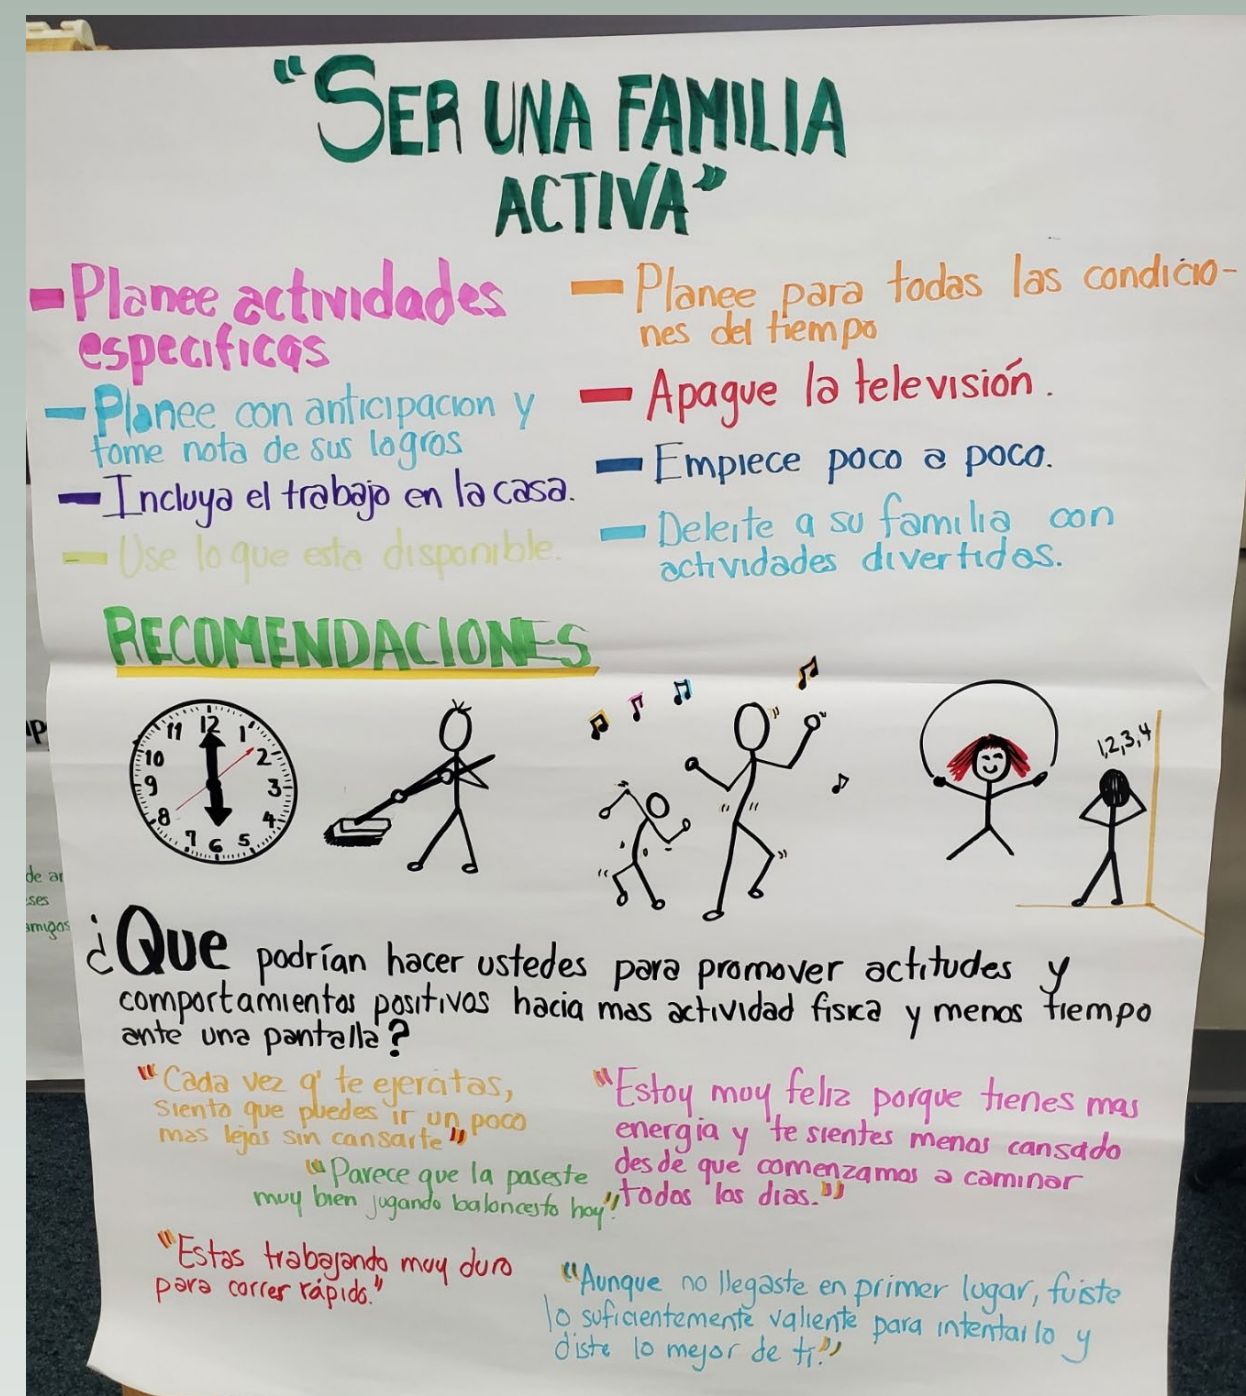 "SER UNA FAMILIA
ACTIVA"
- Planee actividades
especificas
- Planee con anticipacion y
tome nota de sus logros
- Incluya el trabajo en la casa.
- Use lo que esta disponible.
- Planee para todas las condicio-
nes del tiempo
- Apague la televisión.
- Empiece poco a poco.
- Deleite a su familia con
actividades divertidas.
RECOMENDACIONES
12
11 1
10 2
9 3
8 4
7 6 5
1,2,3,4
¿Que podrían hacer ustedes para promover actitudes y
comportamientos positivos hacia mas actividad fisica y menos tiempo
ante una pantalla?
"Cada vez q' te ejercitas,
siento que puedes ir un poco
mas lejos sin cansarte"
"Parece que la paseste
muy bien jugando baloncesto hoy".
"Estas trabajando muy duro
para correr rápido."
"Estoy muy feliz porque tienes mas
energia y te sientes menos cansado
desde que comenzamos a caminar
todos los dias."
"Aunque no llegaste en primer lugar, fuiste
lo suficientemente valiente para intentarlo y
diste lo mejor de ti."
de
ses
amigos